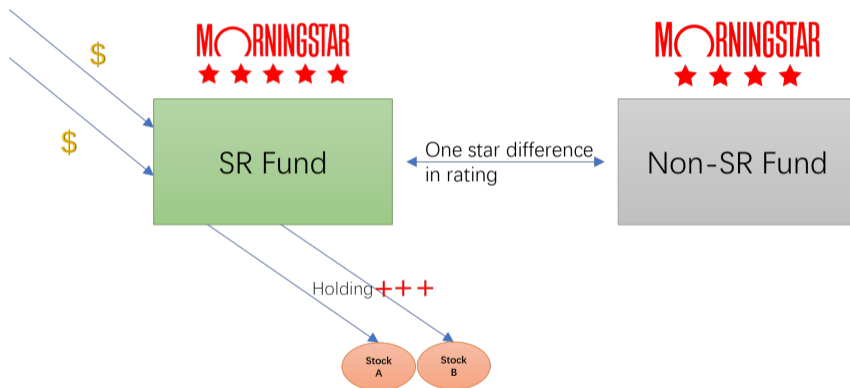 MORNINGSTAR
MORNINGSTAR
$
$
SR Fund
One star difference
in rating
Non-SR Fund
Holding+++
Stock
A
Stock
B